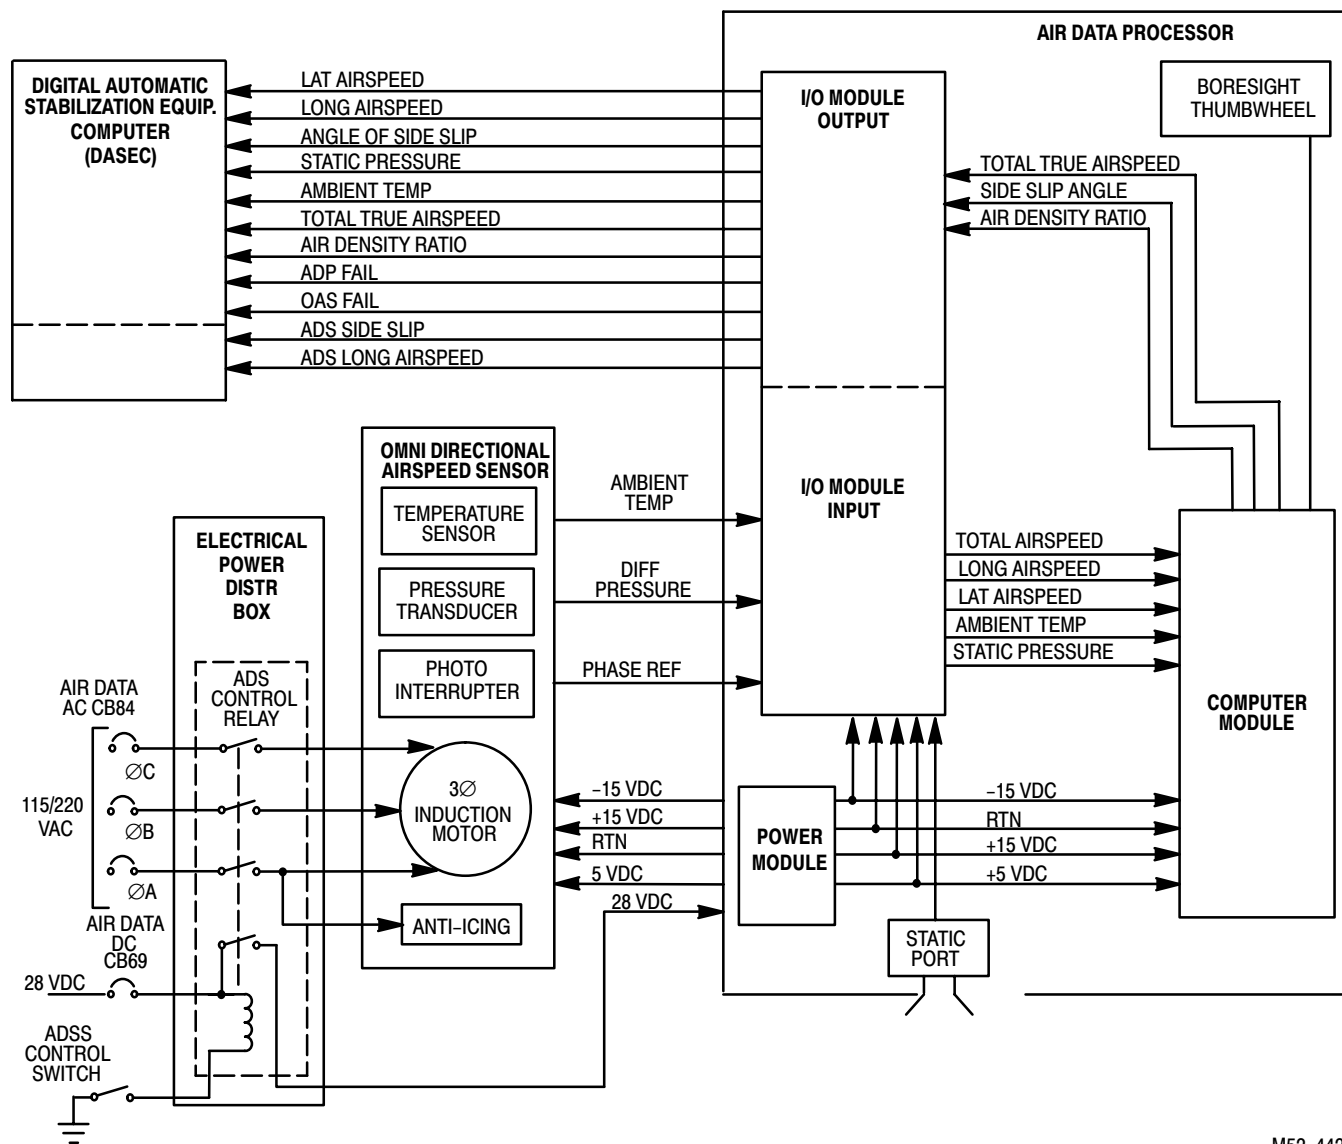 AIR DATA PROCESSOR
DIGITAL AUTOMATIC
STABILIZATION EQUIP.
COMPUTER
(DASEC)
LAT AIRSPEED
LONG AIRSPEED
ANGLE OF SIDE SLIP
STATIC PRESSURE
AMBIENT TEMP
TOTAL TRUE AIRSPEED
AIR DENSITY RATIO
ADP FAIL
OAS FAIL
ADS SIDE SLIP
ADS LONG AIRSPEED
I/O MODULE
OUTPUT
BORESIGHT
THUMBWHEEL
TOTAL TRUE AIRSPEED
SIDE SLIP ANGLE
AIR DENSITY RATIO
OMNI DIRECTIONAL
AIRSPEED SENSOR
TEMPERATURE
SENSOR
PRESSURE
TRANSDUCER
PHOTO
INTERRUPTER
3∅
INDUCTION
MOTOR
ANTI–ICING
AMBIENT
TEMP
DIFF
PRESSURE
PHASE REF
I/O MODULE
INPUT
TOTAL AIRSPEED
LONG AIRSPEED
LAT AIRSPEED
AMBIENT TEMP
STATIC PRESSURE
COMPUTER
MODULE
ELECTRICAL
POWER
DISTR
BOX
ADS
CONTROL
RELAY
AIR DATA
AC CB84
∅C
115/220
VAC
∅B
∅A
AIR DATA
DC
CB69
28 VDC
ADSS
CONTROL
SWITCH
–15 VDC
+15 VDC
RTN
5 VDC
28 VDC
POWER
MODULE
–15 VDC
RTN
+15 VDC
+5 VDC
STATIC
PORT